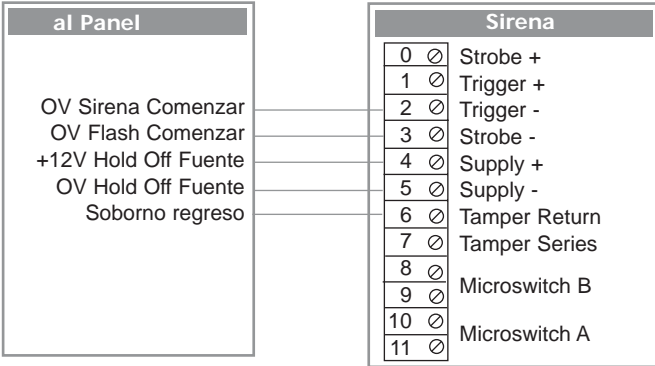 al Panel
OV Sirena Comenzar
OV Flash Comenzar
+12V Hold Off Fuente
OV Hold Off Fuente
Soborno regreso
Sirena
0 Strobe +
1 Trigger +
2 Trigger -
3 Strobe -
4 Supply +
5 Supply -
6 Tamper Return
7 Tamper Series
8
Microswitch B
9
10
Microswitch A
11